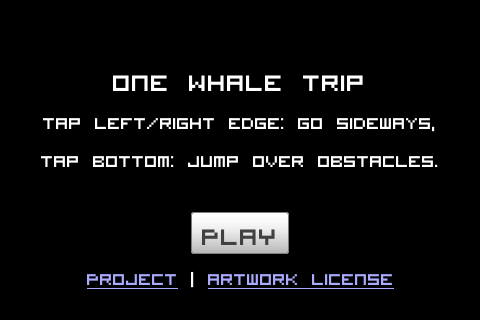 ONE WHALE TRIP
TAP LEFT/RIGHT EDGE: GO SIDEWAYS,
TAP BOTTOM: JUMP OVER OBSTACLES.
PLAY
PROJECT | ARTWORK LICENSE